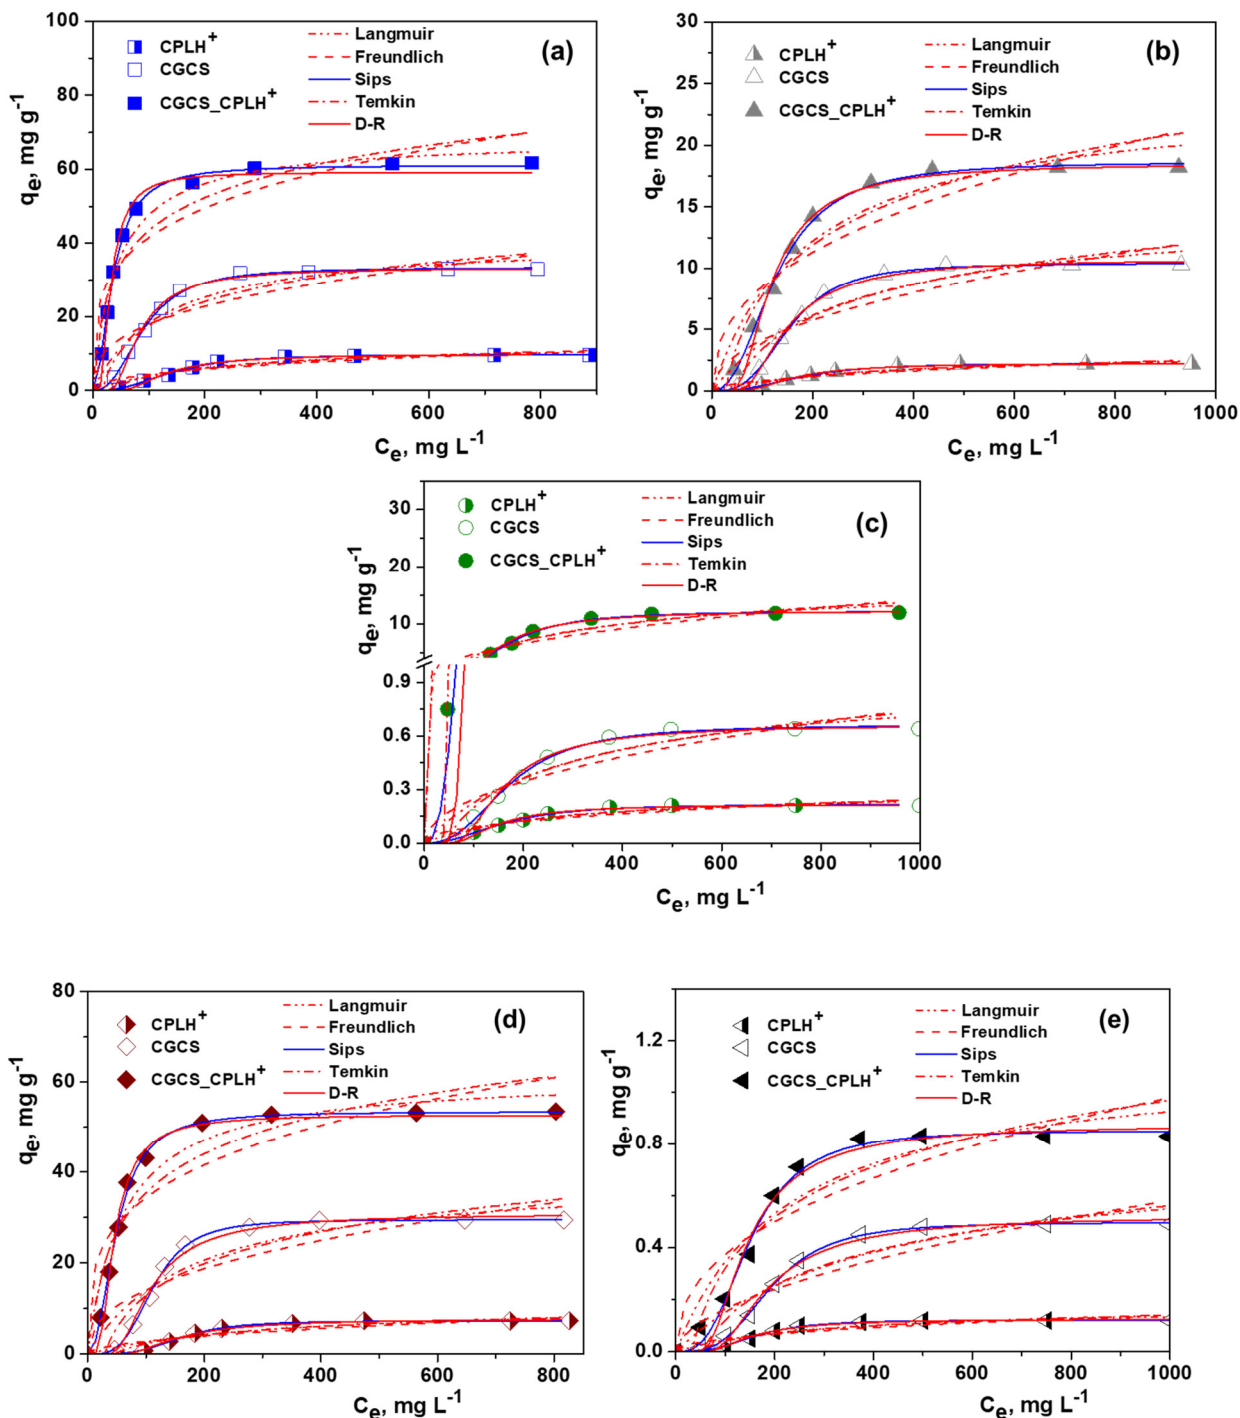 (a)
CPLH+
CGCS
CGCS_CPLH+
Langmuir
Freundlich
Sips
Temkin
D-R
qe, mg g-1
100
80
60
40
20
0
0 200 400 600 800
Ce, mg L-1
(b)
CPLH+
CGCS
CGCS_CPLH+
Langmuir
Freundlich
Sips
Temkin
D-R
qe, mg g-1
30
25
20
15
10
5
0
0 200 400 600 800 1000
Ce, mg L-1
(c)
CPLH+
CGCS
CGCS_CPLH+
Langmuir
Freundlich
Sips
Temkin
D-R
qe, mg g-1
30
20
10
0.9
0.6
0.3
0.0
0 200 400 600 800 1000
Ce, mg L-1
(d)
CPLH+
CGCS
CGCS_CPLH+
Langmuir
Freundlich
Sips
Temkin
D-R
qe, mg g-1
80
60
40
20
0
0 200 400 600 800
Ce, mg L-1
(e)
CPLH+
CGCS
CGCS_CPLH+
Langmuir
Freundlich
Sips
Temkin
D-R
qe, mg g-1
1.2
0.8
0.4
0.0
0 200 400 600 800 1000
Ce, mg L-1